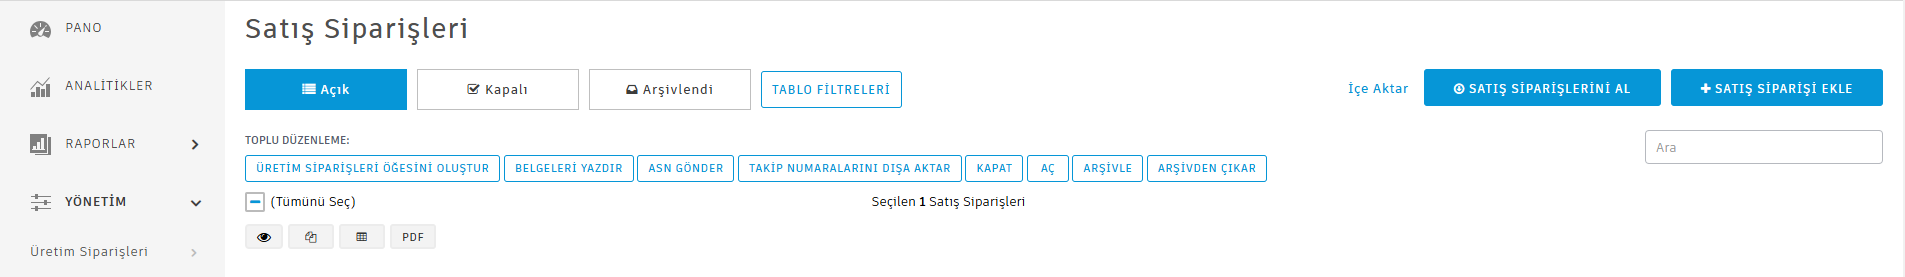 PANO
ANALİTİKLER
RAPORLAR
YÖNETİM
Üretim Siparişleri
Satış Siparişleri
Açık Kapalı Arşivlendi TABLO FİLTRELERİ İçe Aktar SATIŞ SİPARİŞLERİNİ AL SATIŞ SİPARİŞİ EKLE
TOPLU DÜZENLEME:
Ara
ÜRETİM SİPARİŞLERİ ÖĞESİNİ OLUŞTUR BELGELERİ YAZDIR ASN GÖNDER TAKİP NUMARALARINI DIŞA AKTAR KAPAT AÇ ARŞİVLE ARŞİVDEN ÇIKAR
(Tümünü Seç) Seçilen 1 Satış Siparişleri
PDF